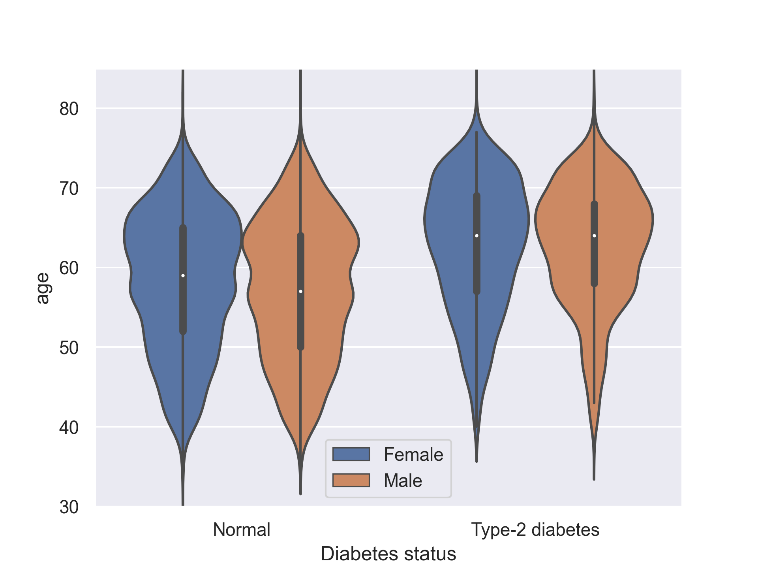 80
70
60
50
40
30
age
Female
Male
Normal
Type-2 diabetes
Diabetes status